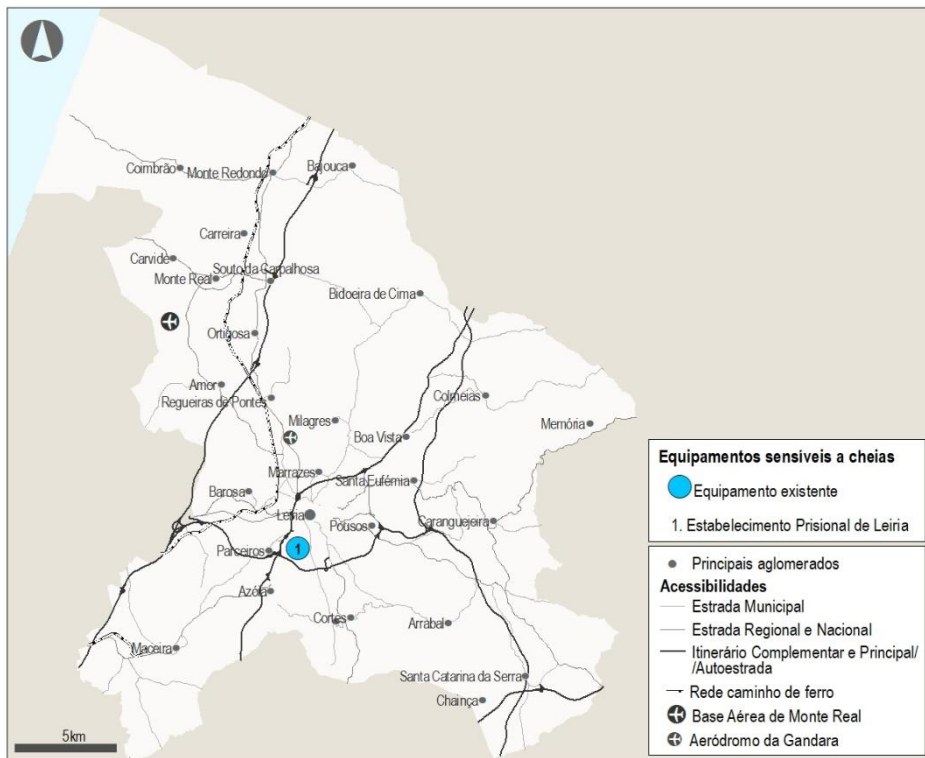 Coimbrão
Monte Redondo
Bajouca
Carreira
Carvide
Souto da Carpalhosa
Monte Real
Bidoeira de Cima
Ortigosa
Amor
Regueiras de Pontes
Colmeias
Milagres
Memória
Boa Vista
Marrazes
Santa Eufémia
Barosa
Leiria
Pousos
Caranguejeira
Parceiros
1
Azóia
Cortes
Arrabal
Maceira
Santa Catarina da Serra
Chainça
5km
Equipamentos sensíveis a cheias
Equipamento existente
1. Estabelecimento Prisional de Leiria
Principais aglomerados
Acessibilidades
Estrada Municipal
Estrada Regional e Nacional
Itinerário Complementar e Principal/
/Autoestrada
Rede caminho de ferro
Base Aérea de Monte Real
Aeródromo da Gandara